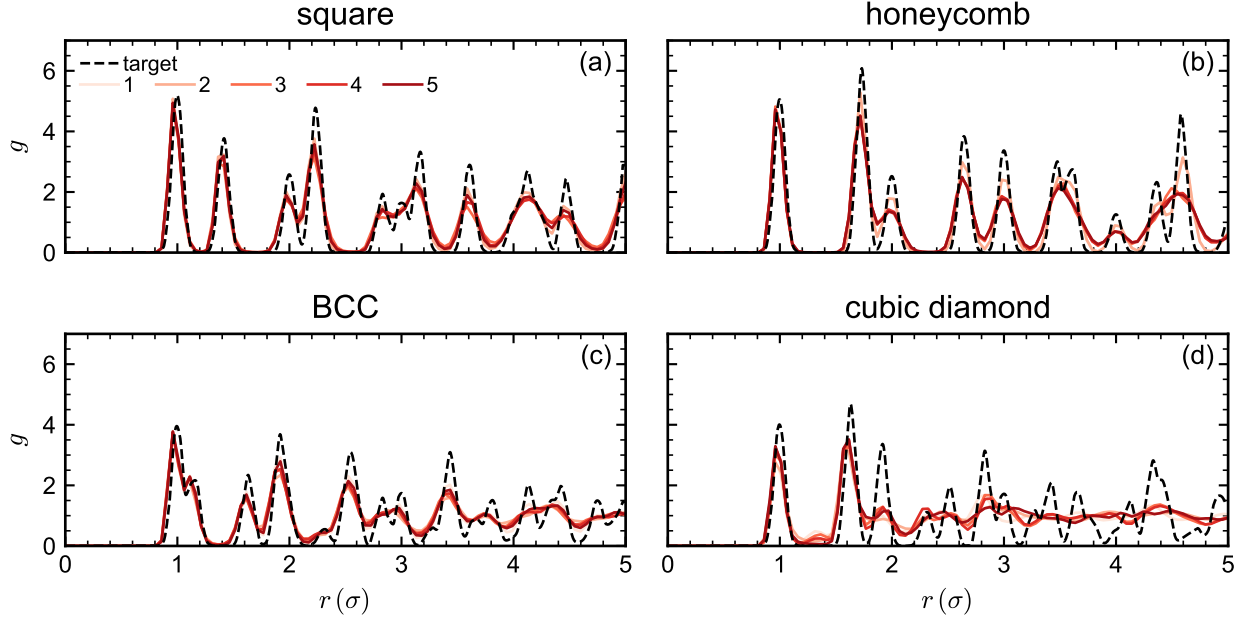 square
honeycomb
target
(a)
(b)
1 2 3 4 5
6
4
2
0
g
BCC
cubic diamond
(c)
(d)
6
4
2
0
g
0 1 2 3 4 5
0 1 2 3 4 5
r (σ)
r (σ)